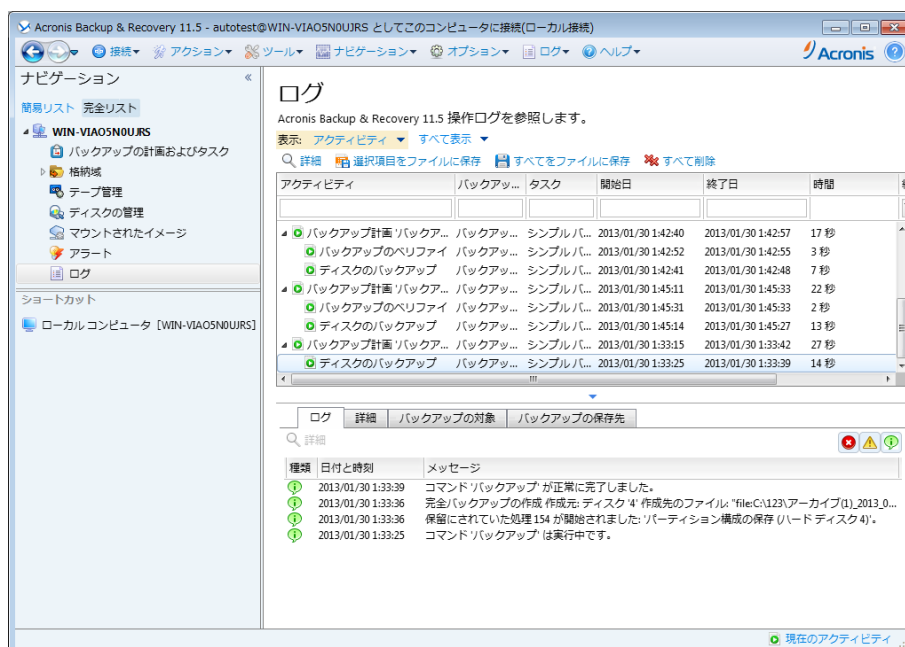 Acronis Backup & Recovery 11.5 - autotest@WIN-VIAO5N0UJRS としてこのコンピュータに接続(ローカル接続)
接続 アクション ツール ナビゲーション オプション ログ ヘルプ Acronis
ナビゲーション
簡易リスト 完全リスト
WIN-VIAO5N0UJRS
バックアップの計画およびタスク
格納域
テープ管理
ディスクの管理
マウントされたイメージ
アラート
ログ
ショートカット
ローカル コンピュータ [WIN-VIAO5N0UJRS]
ログ
Acronis Backup & Recovery 11.5 操作ログを参照します。
表示: アクティビティ すべて表示
詳細 選択項目をファイルに保存 すべてをファイルに保存 すべて削除
アクティビティ バックアッ... タスク 開始日 終了日 時間
バックアップ計画 'バックア... バックアッ... シンプル バ... 2013/01/30 1:42:40 2013/01/30 1:42:57 17 秒
バックアップのベリファイ バックアッ... シンプル バ... 2013/01/30 1:42:52 2013/01/30 1:42:55 3 秒
ディスクのバックアップ バックアッ... シンプル バ... 2013/01/30 1:42:41 2013/01/30 1:42:48 7 秒
バックアップ計画 'バックア... バックアッ... シンプル バ... 2013/01/30 1:45:11 2013/01/30 1:45:33 22 秒
バックアップのベリファイ バックアッ... シンプル バ... 2013/01/30 1:45:31 2013/01/30 1:45:33 2 秒
ディスクのバックアップ バックアッ... シンプル バ... 2013/01/30 1:45:14 2013/01/30 1:45:27 13 秒
バックアップ計画 'バックア... バックアッ... シンプル バ... 2013/01/30 1:33:15 2013/01/30 1:33:42 27 秒
ディスクのバックアップ バックアッ... シンプル バ... 2013/01/30 1:33:25 2013/01/30 1:33:39 14 秒
ログ 詳細 バックアップの対象 バックアップの保存先
詳細
種類 日付と時刻 メッセージ
2013/01/30 1:33:39 コマンド 'バックアップ' が正常に完了しました。
2013/01/30 1:33:36 完全バックアップの作成 作成元: ディスク '4' 作成先のファイル: "file:C:\123\アーカイブ(1)_2013_0...
2013/01/30 1:33:36 保留にされていた処理 154 が開始されました: 'パーティション構成の保存 (ハード ディスク 4)'。
2013/01/30 1:33:25 コマンド 'バックアップ' は実行中です。
現在のアクティビティ